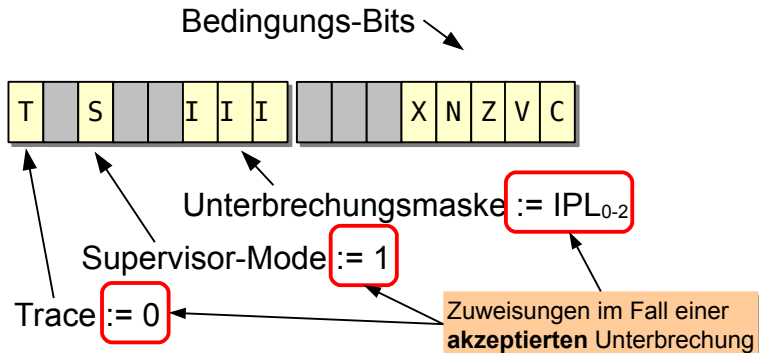 Bedingungs-Bits
T S I I I X N Z V C
Unterbrechungsmaske := IPL0-2
Supervisor-Mode := 1
Trace := 0
Zuweisungen im Fall einer
akzeptierten Unterbrechung